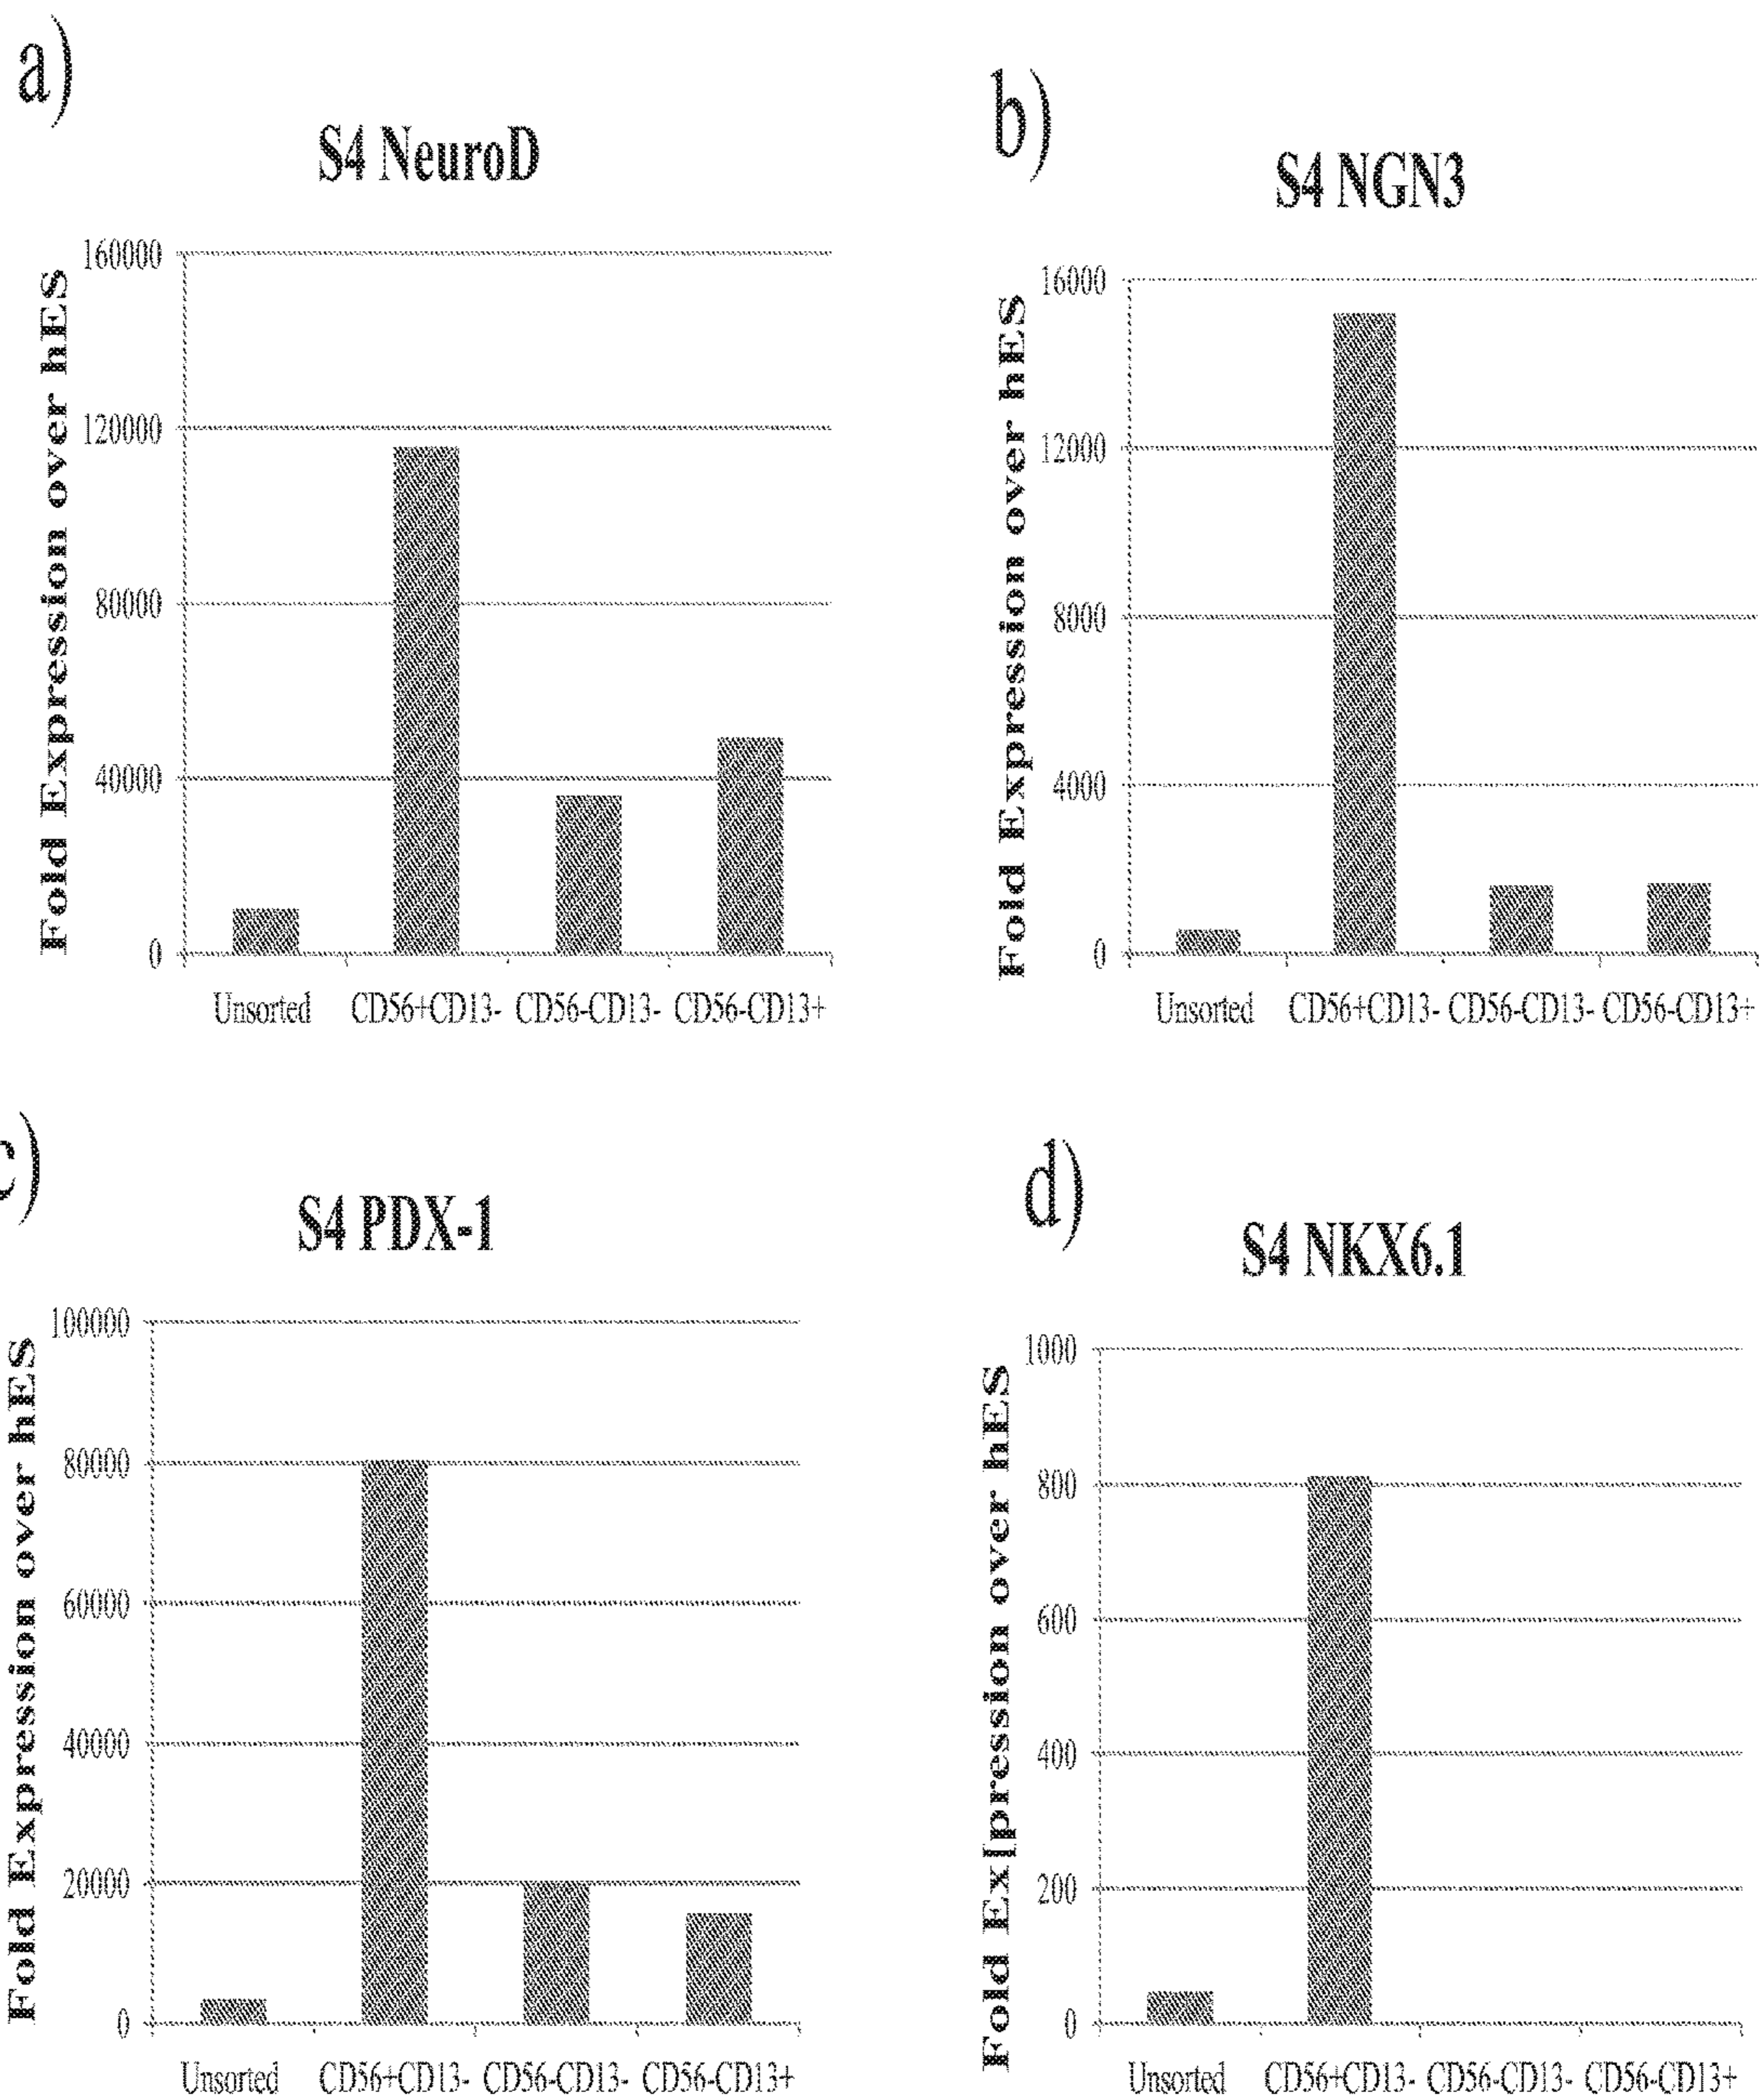 a)
S4 NeuroD
Fold Expression over hES
160000
120000
80000
40000
0
Unsorted CD56+CD13- CD56-CD13- CD56-CD13+
b)
S4 NGN3
Fold Expression over hES
16000
12000
8000
4000
0
Unsorted CD56+CD13- CD56-CD13- CD56-CD13+
c)
S4 PDX-1
Fold Expression over hES
100000
80000
60000
40000
20000
0
Unsorted CD56+CD13- CD56-CD13- CD56-CD13+
d)
S4 NKX6.1
Fold Ex[pression over hES
1000
800
600
400
200
0
Unsorted CD56+CD13- CD56-CD13- CD56-CD13+